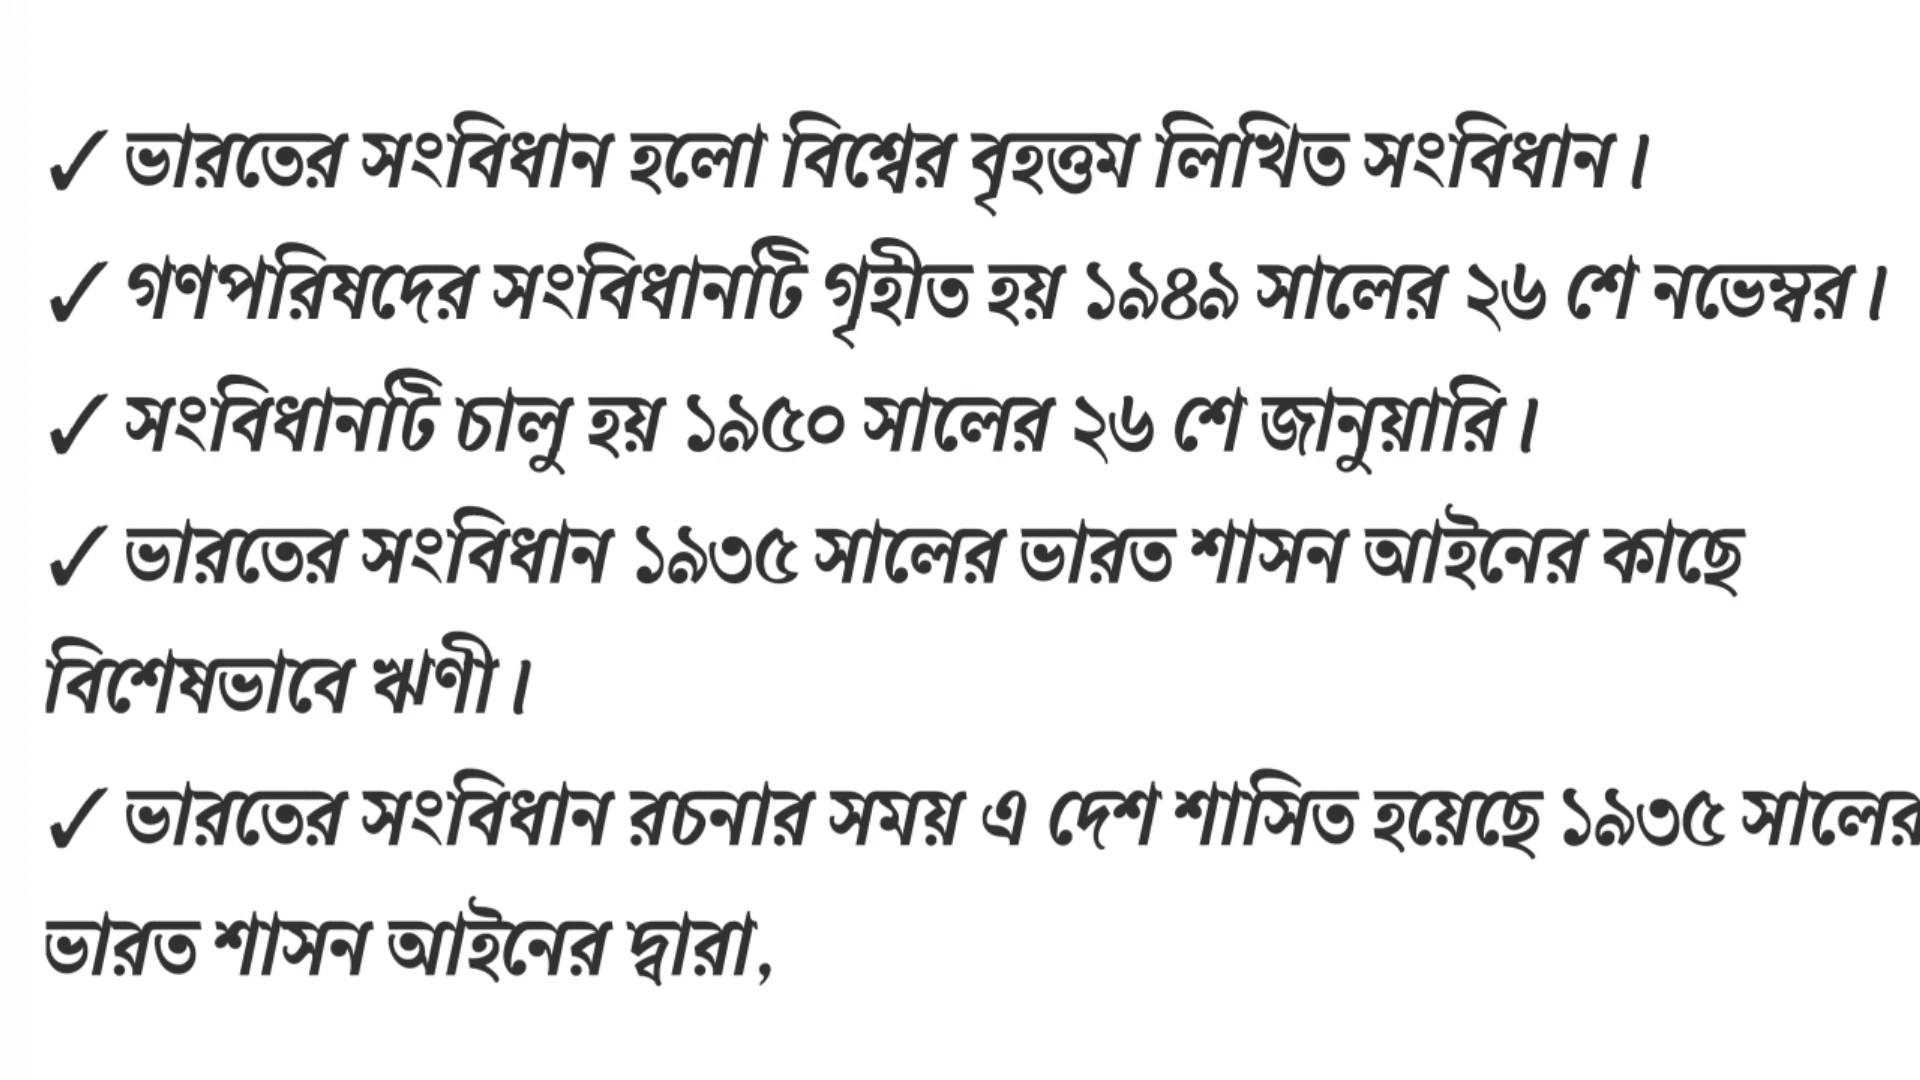 ✓ ভারতের সংবিধান হলো বিশ্বের বৃহত্তম লিখিত সংবিধান।
✓ গণপরিষদের সংবিধানটি গৃহীত হয় ১৯৪৯ সালের ২৬ শে নভেম্বর।
✓ সংবিধানটি চালু হয় ১৯৫০ সালের ২৬ শে জানুয়ারি।
✓ ভারতের সংবিধান ১৯৩৫ সালের ভারত শাসন আইনের কাছে
বিশেষভাবে ঋণী।
✓ ভারতের সংবিধান রচনার সময় এ দেশ শাসিত হয়েছে ১৯৩৫ সালের
ভারত শাসন আইনের দ্বারা,